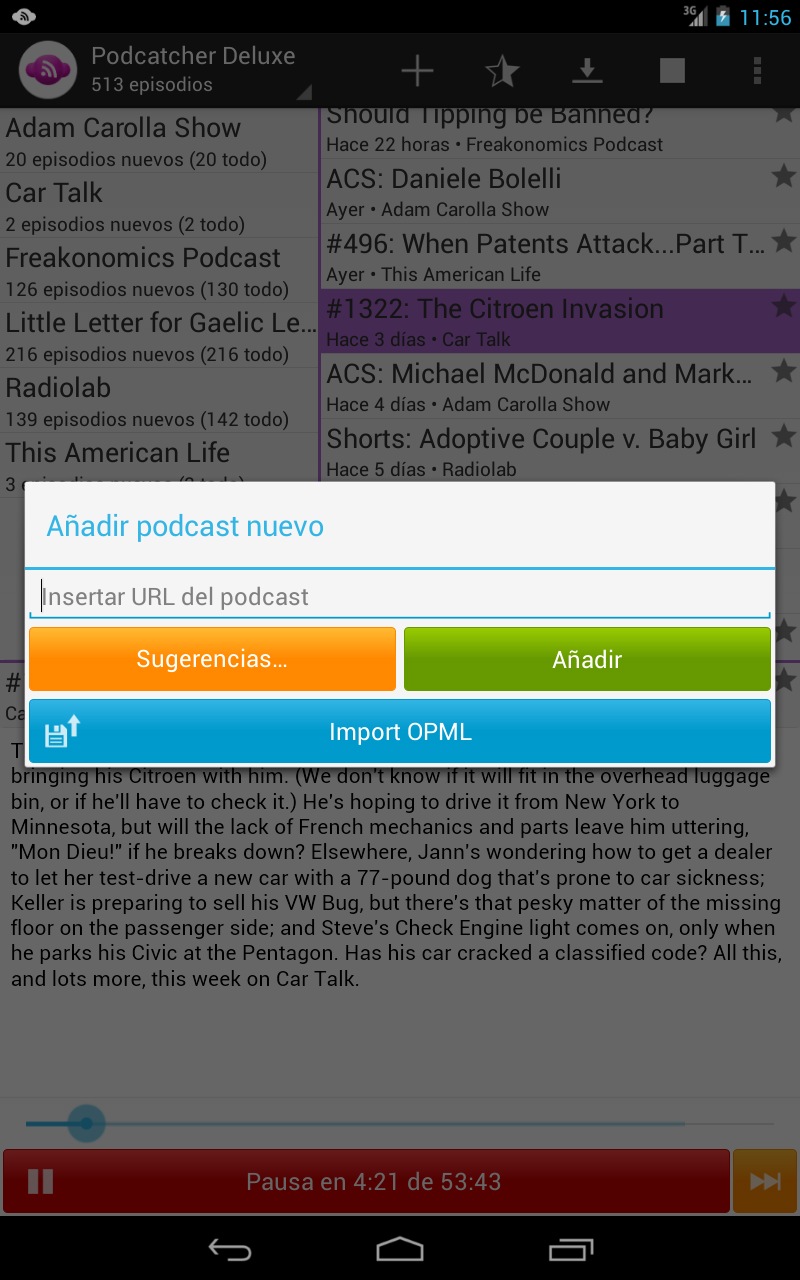 3G 11:56
Podcatcher Deluxe
513 episodios
Adam Carolla Show
20 episodios nuevos (20 todo)
Car Talk
2 episodios nuevos (2 todo)
Freakonomics Podcast
126 episodios nuevos (130 todo)
Little Letter for Gaelic Le...
216 episodios nuevos (216 todo)
Radiolab
139 episodios nuevos (142 todo)
This American Life
3 episodios nuevos
Should Tipping be Banned?
Hace 22 horas • Freakonomics Podcast
ACS: Daniele Bolelli
Ayer • Adam Carolla Show
#496: When Patents Attack...Part T...
Ayer • This American Life
#1322: The Citroen Invasion
Hace 3 días • Car Talk
ACS: Michael McDonald and Mark...
Hace 4 días • Adam Carolla Show
Shorts: Adoptive Couple v. Baby Girl
Hace 5 días • Radiolab
Añadir podcast nuevo
Insertar URL del podcast
Sugerencias...
Añadir
Import OPML
#
Ca
T
bringing his Citroen with him. (We don't know if it will fit in the overhead luggage
bin, or if he'll have to check it.) He's hoping to drive it from New York to
Minnesota, but will the lack of French mechanics and parts leave him uttering,
"Mon Dieu!" if he breaks down? Elsewhere, Jann's wondering how to get a dealer
to let her test-drive a new car with a 77-pound dog that's prone to car sickness;
Keller is preparing to sell his VW Bug, but there's that pesky matter of the missing
floor on the passenger side; and Steve's Check Engine light comes on, only when
he parks his Civic at the Pentagon. Has his car cracked a classified code? All this,
and lots more, this week on Car Talk.
Pausa en 4:21 de 53:43